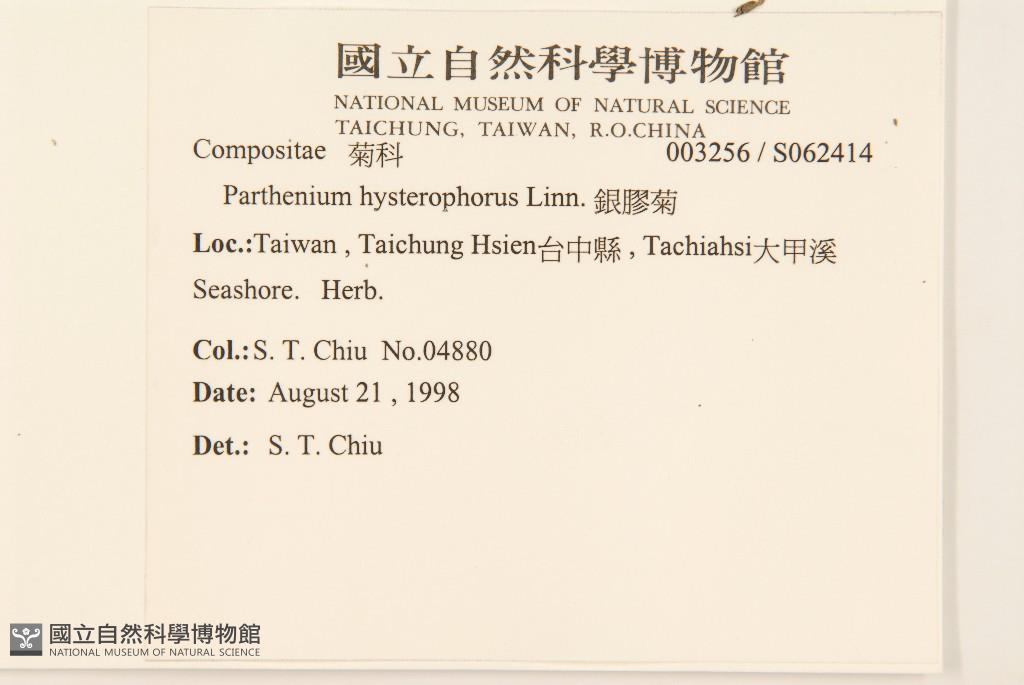 國立自然科學博物館
NATIONAL MUSEUM OF NATURAL SCIENCE
TAICHUNG, TAIWAN, R.O.CHINA
Compositae 菊科 003256 / S062414
Parthenium hysterophorus Linn. 銀膠菊
Loc.:Taiwan , Taichung Hsien台中縣 , Tachiahsi大甲溪
Seashore. Herb.
Col.:S. T. Chiu No.04880
Date: August 21 , 1998
Det.: S. T. Chiu
國立自然科學博物館
NATIONAL MUSEUM OF NATURAL SCIENCE